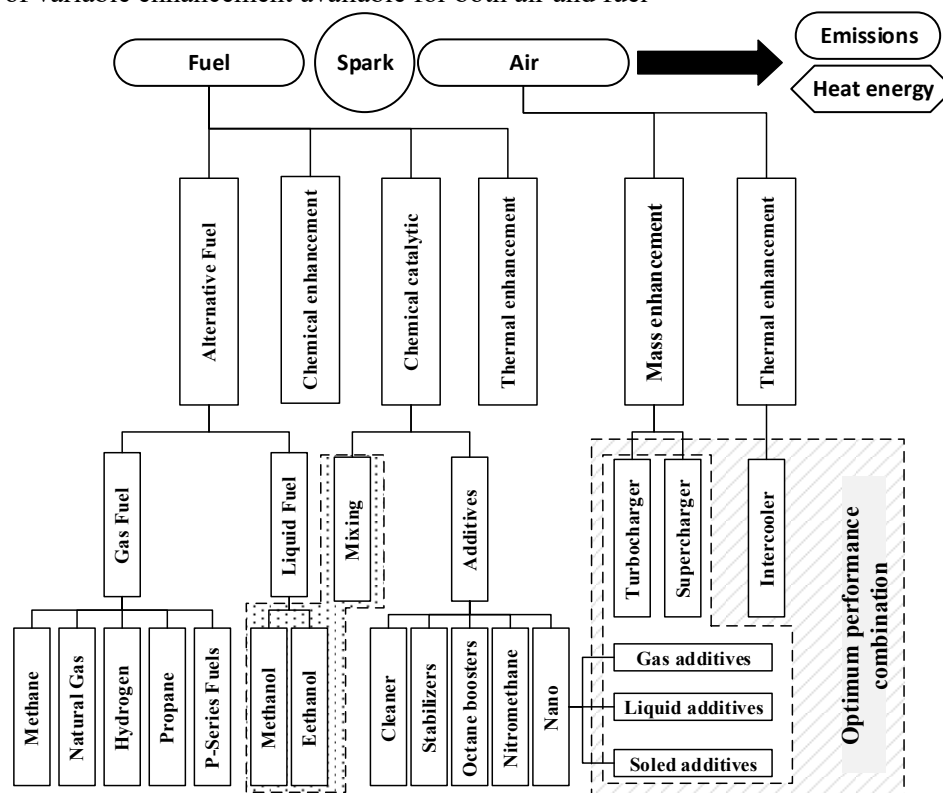 of variable enhancement available for both air and fuel
Fuel
Spark
Air
Emissions
Heat energy
Alternative Fuel
Chemical enhancement
Chemical catalytic
Thermal enhancement
Mass enhancement
Thermal enhancement
Gas Fuel
Liquid Fuel
Mixing
Additives
Turbocharger
Supercharger
Intercooler
Optimum performance
combination
Methane
Natural Gas
Hydrogen
Propane
P-Series Fuels
Methanol
Eethanol
Cleaner
Stabilizers
Octane boosters
Nitromethane
Nano
Gas additives
Liquid additives
Soled additives